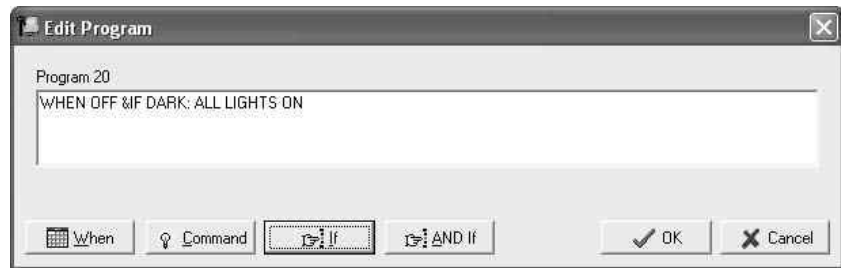 Edit Program
Program 20
WHEN OFF &IF DARK: ALL LIGHTS ON
When Command If AND If OK Cancel